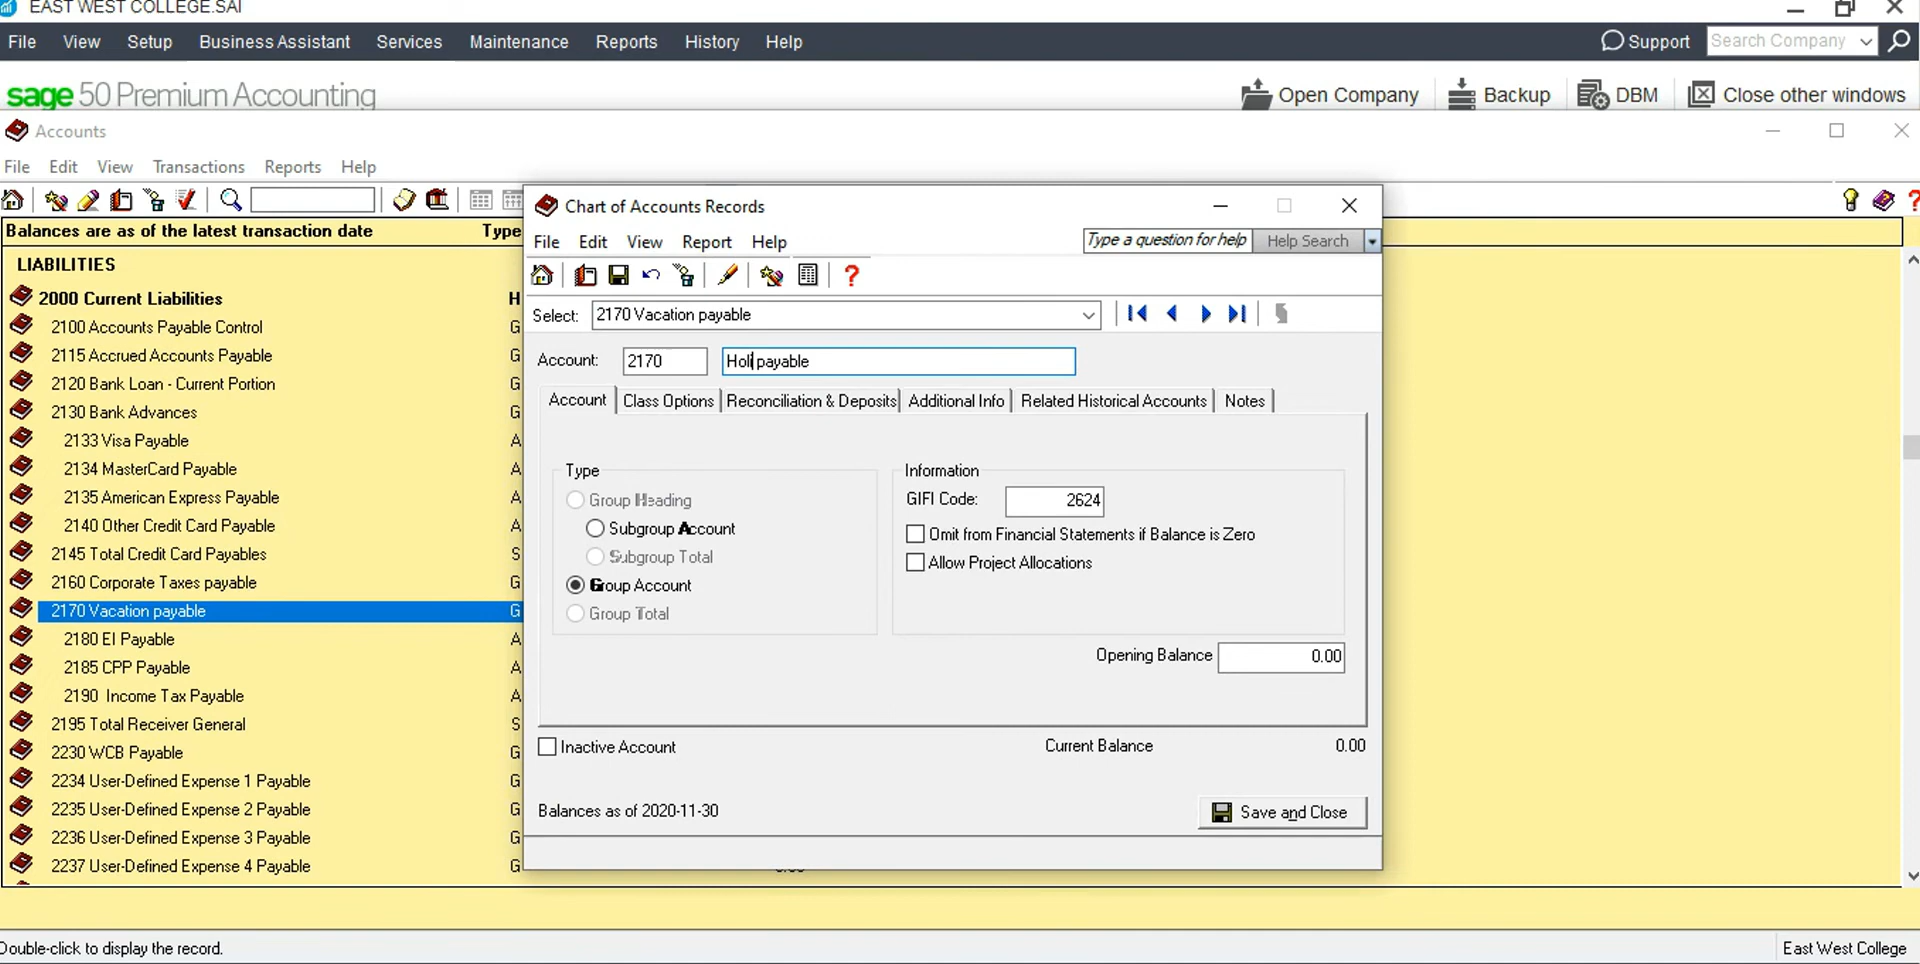 EAST WEST COLLEGE.SAI
File View Setup Business Assistant Services Maintenance Reports History Help Support Search Company
sage 50 Premium Accounting Open Company Backup DBM Close other windows
Accounts
File Edit View Transactions Reports Help
Balances are as of the latest transaction date Type
LIABILITIES
2000 Current Liabilities H
2100 Accounts Payable Control G
2115 Accrued Accounts Payable G
2120 Bank Loan - Current Portion G
2130 Bank Advances G
2133 Visa Payable A
2134 MasterCard Payable A
2135 American Express Payable A
2140 Other Credit Card Payable A
2145 Total Credit Card Payables S
2160 Corporate Taxes payable G
2170 Vacation payable G
2180 EI Payable A
2185 CPP Payable A
2190 Income Tax Payable A
2195 Total Receiver General S
2230 WCB Payable G
2234 User-Defined Expense 1 Payable G
2235 User-Defined Expense 2 Payable G
2236 User-Defined Expense 3 Payable G
2237 User-Defined Expense 4 Payable G
Chart of Accounts Records
File Edit View Report Help Type a question for help Help Search
Select: 2170 Vacation payable
Account: 2170 Holi payable
Account Class Options Reconciliation & Deposits Additional Info Related Historical Accounts Notes
Type
Group Heading
Subgroup Account
Subgroup Total
Group Account
Group Total
Information
GIFI Code: 2624
Omit from Financial Statements if Balance is Zero
Allow Project Allocations
Opening Balance 0.00
Inactive Account Current Balance 0.00
Balances as of 2020-11-30 Save and Close
Double-click to display the record. East West College